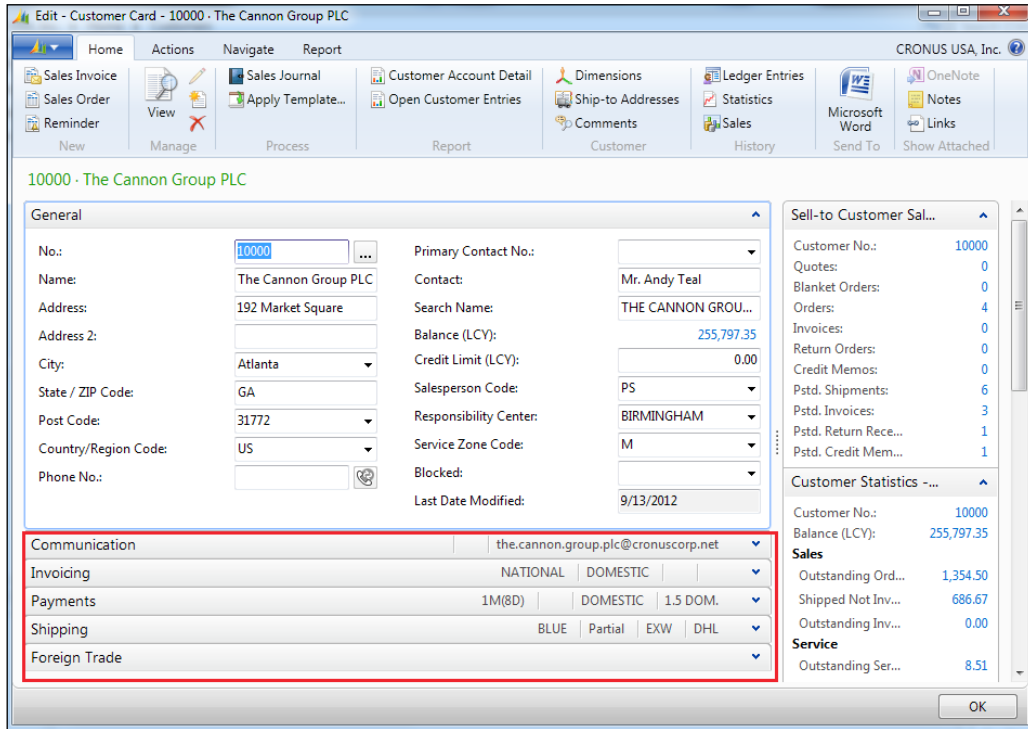 Edit - Customer Card - 10000 · The Cannon Group PLC
Home Actions Navigate Report CRONUS USA, Inc.
Sales Invoice
Sales Order
Reminder
New
View
Manage
Sales Journal
Apply Template...
Process
Customer Account Detail
Open Customer Entries
Report
Dimensions
Ship-to Addresses
Comments
Customer
Ledger Entries
Statistics
Sales
History
Microsoft
Word
Send To
OneNote
Notes
Links
Show Attached
10000 · The Cannon Group PLC
General
No.: 10000 ...
Name: The Cannon Group PLC
Address: 192 Market Square
Address 2:
City: Atlanta
State / ZIP Code: GA
Post Code: 31772
Country/Region Code: US
Phone No.:
Primary Contact No.:
Contact: Mr. Andy Teal
Search Name: THE CANNON GROU...
Balance (LCY): 255,797.35
Credit Limit (LCY): 0.00
Salesperson Code: PS
Responsibility Center: BIRMINGHAM
Service Zone Code: M
Blocked:
Last Date Modified: 9/13/2012
Communication the.cannon.group.plc@cronuscorp.net
Invoicing NATIONAL DOMESTIC
Payments 1M(8D) DOMESTIC 1.5 DOM.
Shipping BLUE Partial EXW DHL
Foreign Trade
Sell-to Customer Sal...
Customer No.: 10000
Quotes: 0
Blanket Orders: 0
Orders: 4
Invoices: 0
Return Orders: 0
Credit Memos: 0
Pstd. Shipments: 6
Pstd. Invoices: 3
Pstd. Return Rece... 1
Pstd. Credit Mem... 1
Customer Statistics -...
Customer No.: 10000
Balance (LCY): 255,797.35
Sales
Outstanding Ord... 1,354.50
Shipped Not Inv... 686.67
Outstanding Inv... 0.00
Service
Outstanding Ser... 8.51
OK